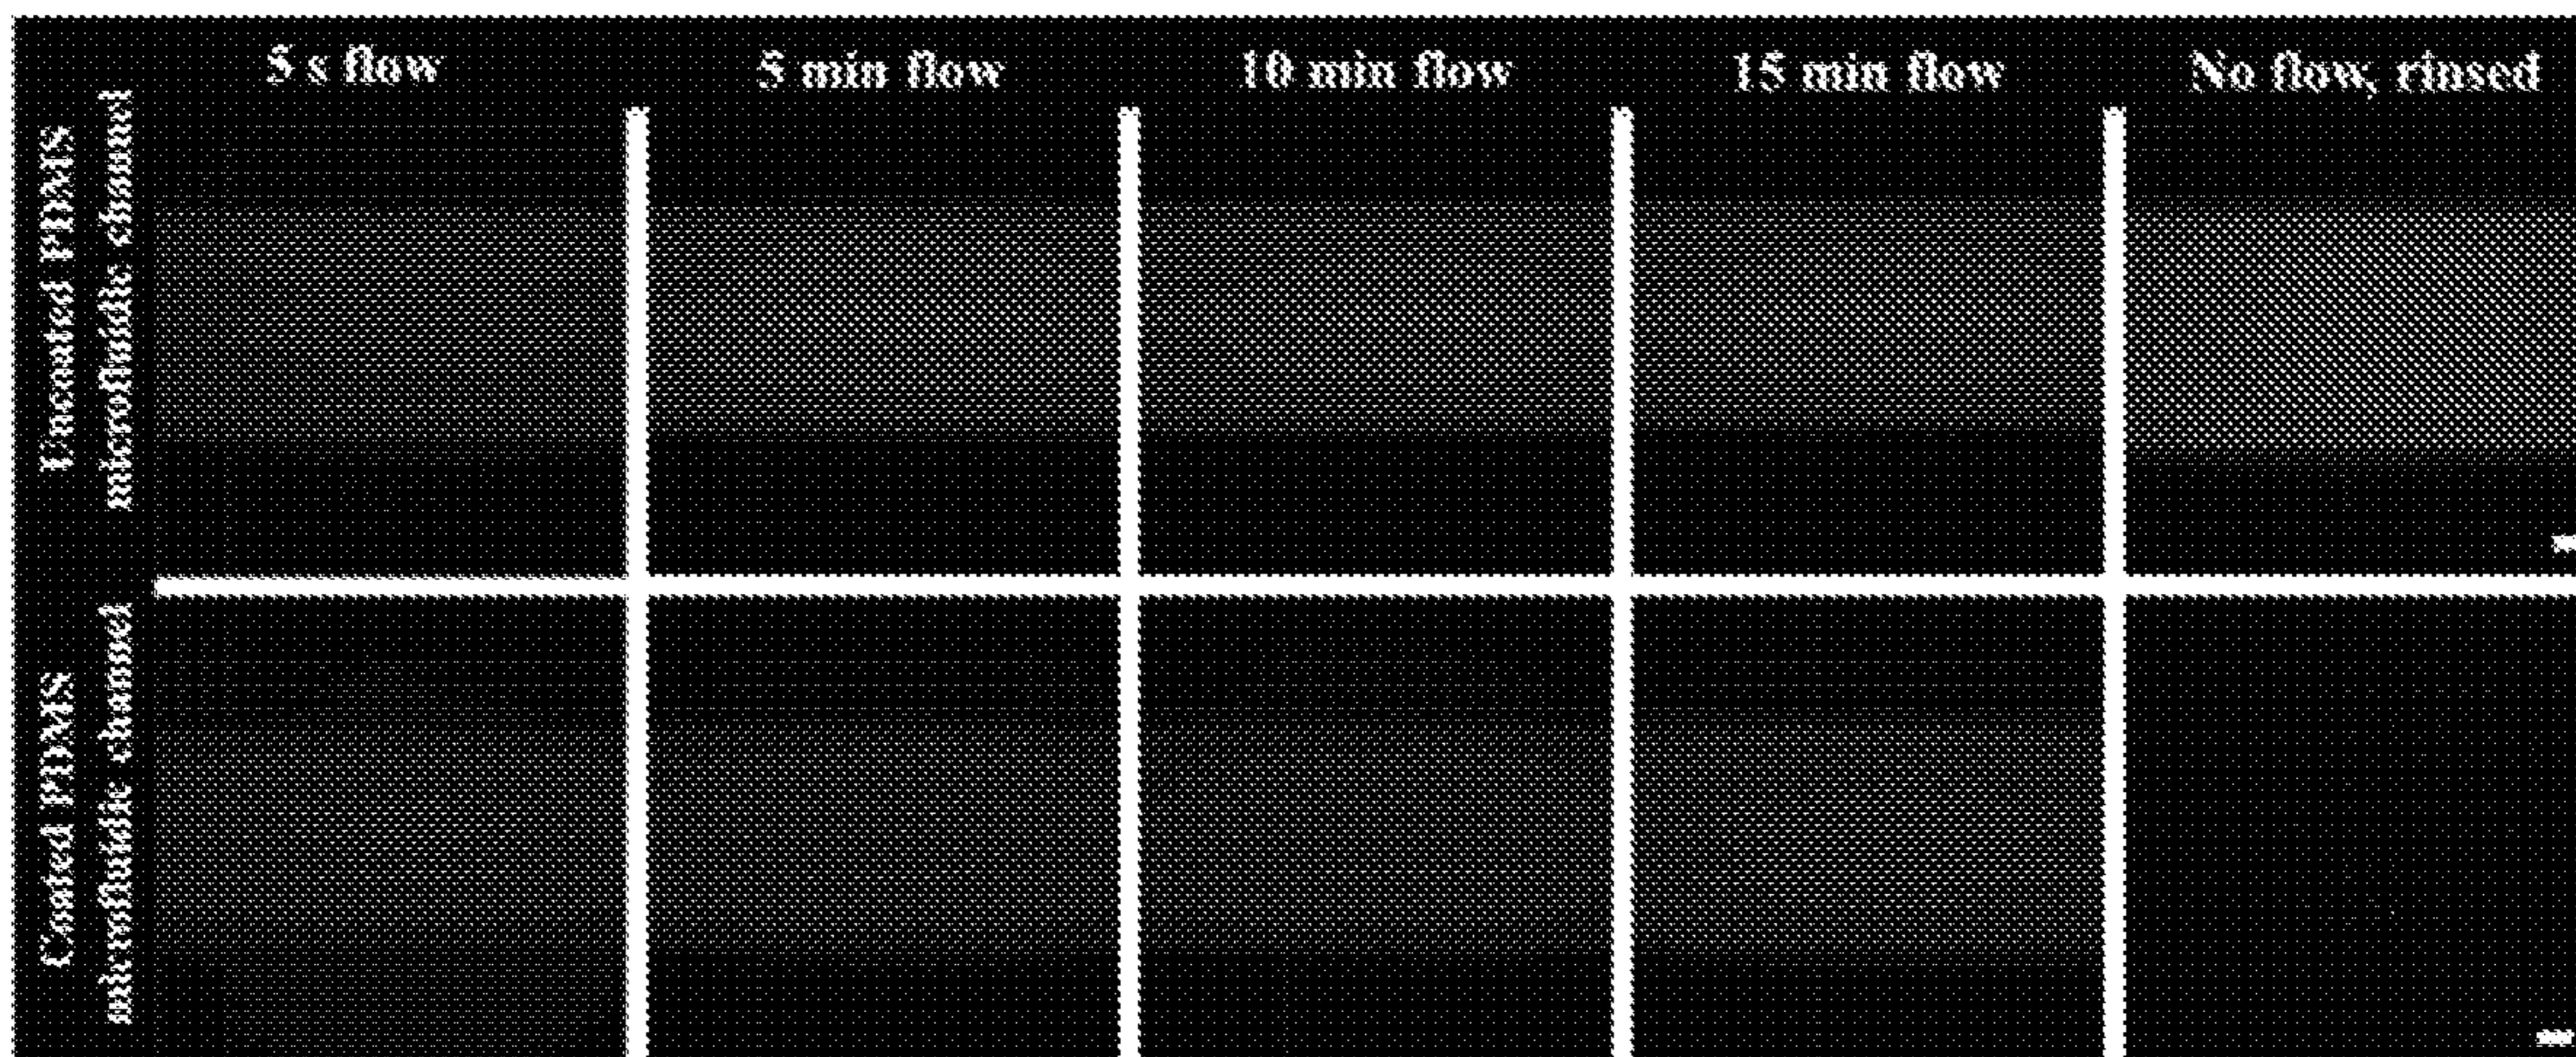 5 s flow
5 min flow
10 min flow
15 min flow
No flow, rinsed
Uncoated PDMS
microfluidic channel
Coated PDMS
microfluidic channel